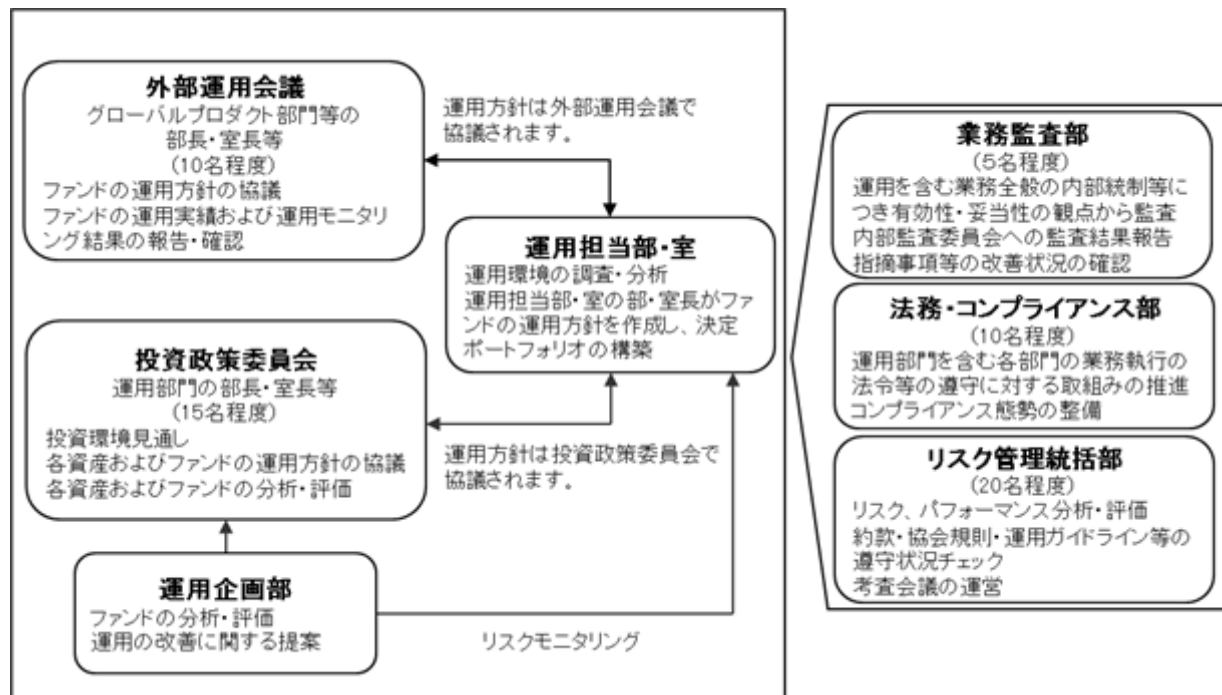 外部運用会議
グローバルプロダクト部門等の
部長・室長等
(10名程度)
ファンドの運用方針の協議
ファンドの運用実績および運用モニタリ
ング結果の報告・確認
運用方針は外部運用会議で
協議されます。
運用担当部・室
運用環境の調査・分析
運用担当部・室の部・室長がファ
ンドの運用方針を作成し、決定
ポートフォリオの構築
投資政策委員会
運用部門の部長・室長等
(15名程度)
投資環境見通し
各資産およびファンドの運用方針の協議
各資産およびファンドの分析・評価
運用方針は投資政策委員会で
協議されます。
運用企画部
ファンドの分析・評価
運用の改善に関する提案
リスクモニタリング
業務監査部
(5名程度)
運用を含む業務全般の内部統制等に
つき有効性・妥当性の観点から監査
内部監査委員会への監査結果報告
指摘事項等の改善状況の確認
法務・コンプライアンス部
(10名程度)
運用部門を含む各部門の業務執行の
法令等の遵守に対する取組みの推進
コンプライアンス態勢の整備
リスク管理統括部
(20名程度)
リスク、パフォーマンス分析・評価
約款・協会規則・運用ガイドライン等の
遵守状況チェック
考査会議の運営